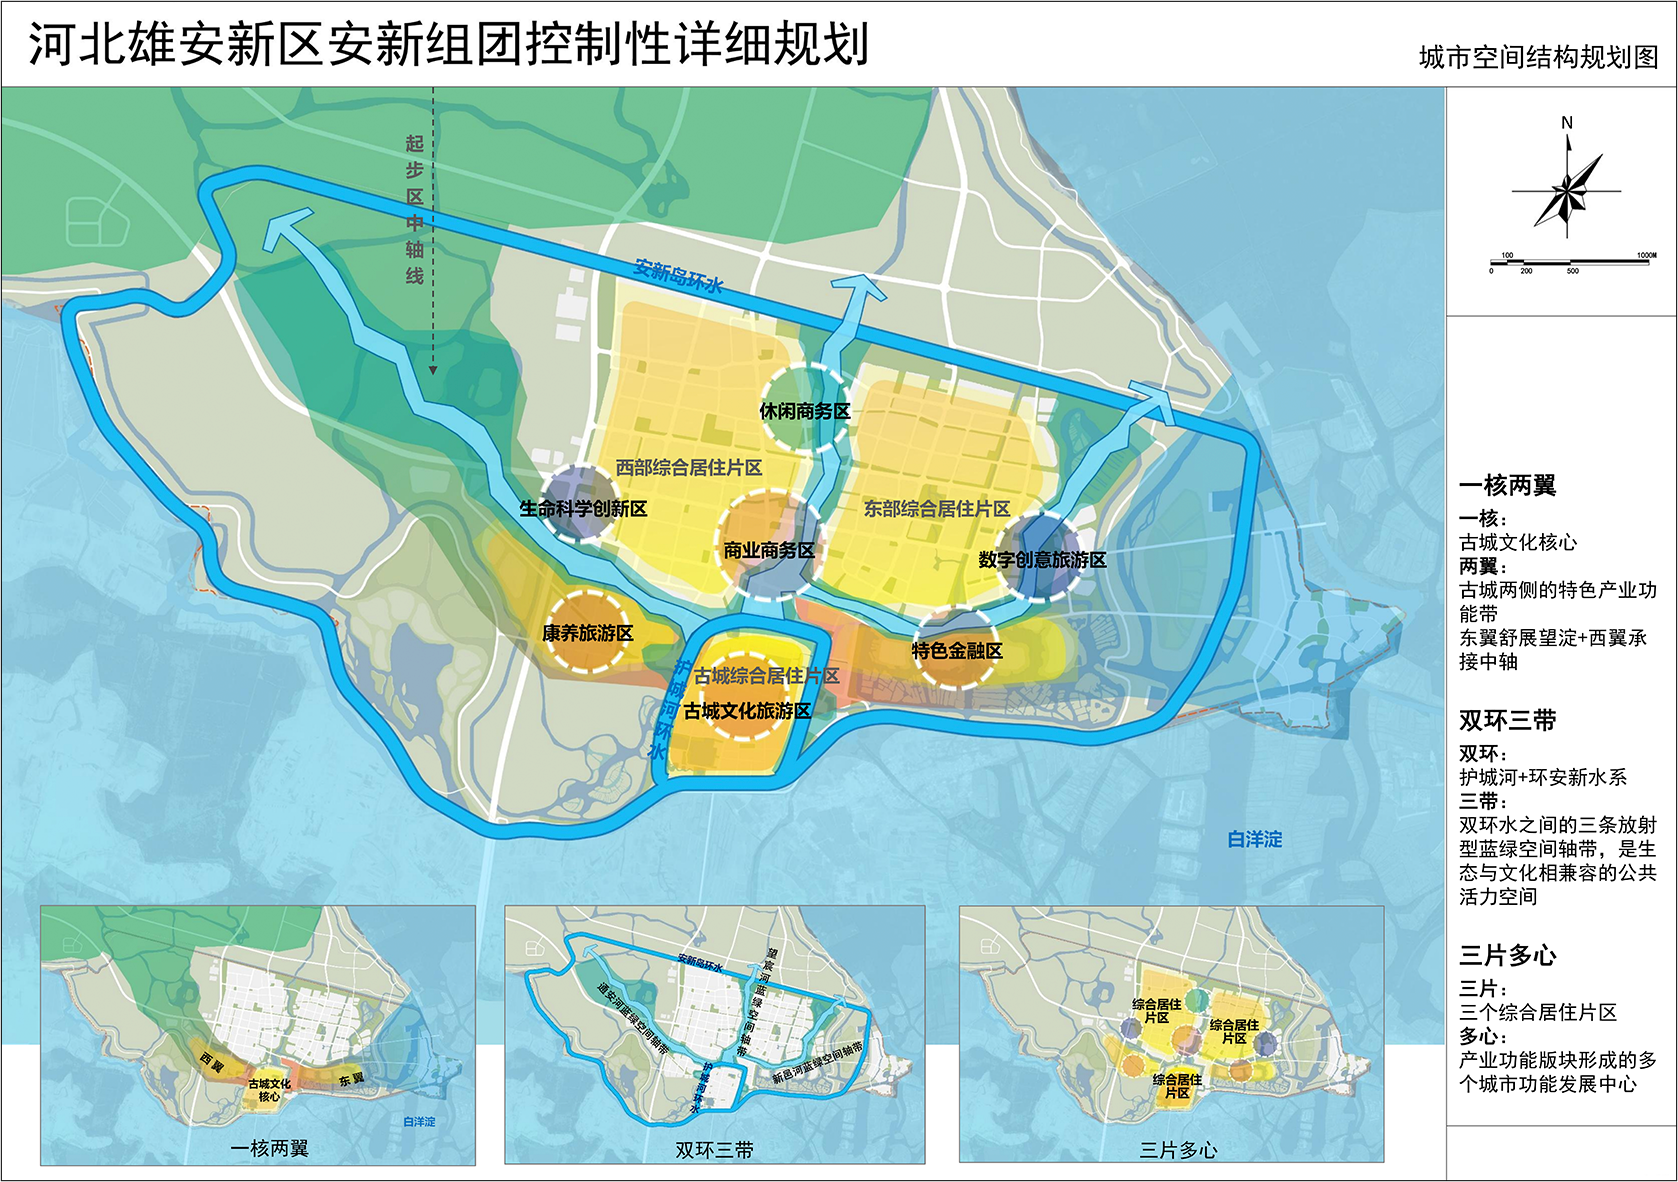 河北雄安新区安新组团控制性详细规划
城市空间结构规划图
起步区中轴线
安新岛环水
休闲商务区
西部综合居住片区
生命科学创新区
东部综合居住片区
商业商务区
数字创意旅游区
康养旅游区
特色金融区
古城综合居住片区
古城文化旅游区
护城河环水
白洋淀
N
100
1000M
0
200
500
一核两翼
一核：
古城文化核心
两翼：
古城两侧的特色产业功
能带
东翼舒展望淀+西翼承
接中轴
双环三带
双环：
护城河+环安新水系
三带：
双环水之间的三条放射
型蓝绿空间轴带，是生
态与文化相兼容的公共
活力空间
三片多心
三片：
三个综合居住片区
多心：
产业功能版块形成的多
个城市功能发展中心
西翼
古城文化
核心
东翼
白洋淀
一核两翼
安新岛环水
望宸河蓝绿空间轴带
通安河蓝绿空间轴带
新邑河蓝绿空间轴带
护城河环水
双环三带
综合居住
片区
综合居住
片区
综合居住
片区
三片多心